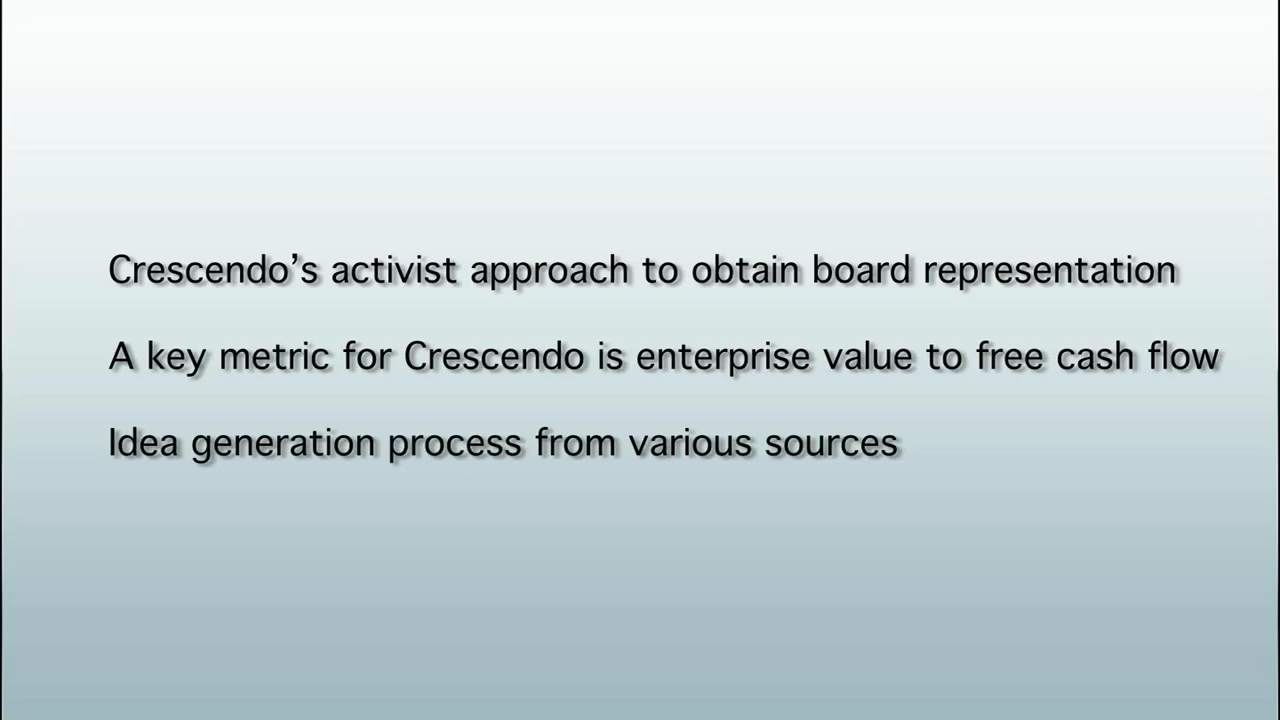 Crescendo’s activist approach to obtain board representation
A key metric for Crescendo is enterprise value to free cash flow
Idea generation process from various sources